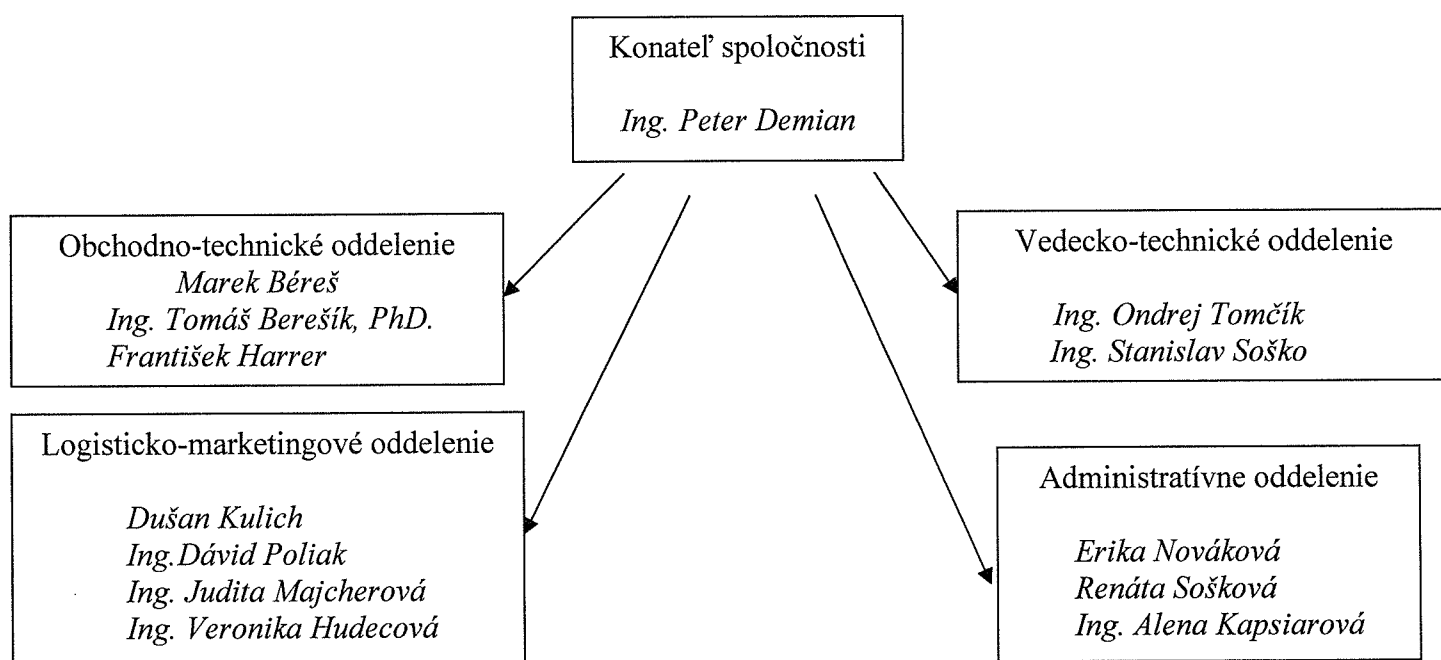 Konateľ spoločnosti
Ing. Peter Demian
Obchodno-technické oddelenie
Marek Béreš
Ing. Tomáš Berešík, PhD.
František Harrer
Vedecko-technické oddelenie
Ing. Ondrej Tomčík
Ing. Stanislav Soško
Logisticko-marketingové oddelenie
Dušan Kulich
Ing.Dávid Poliak
Ing. Judita Majcherová
Ing. Veronika Hudecová
Administratívne oddelenie
Erika Nováková
Renáta Sošková
Ing. Alena Kapsiarová